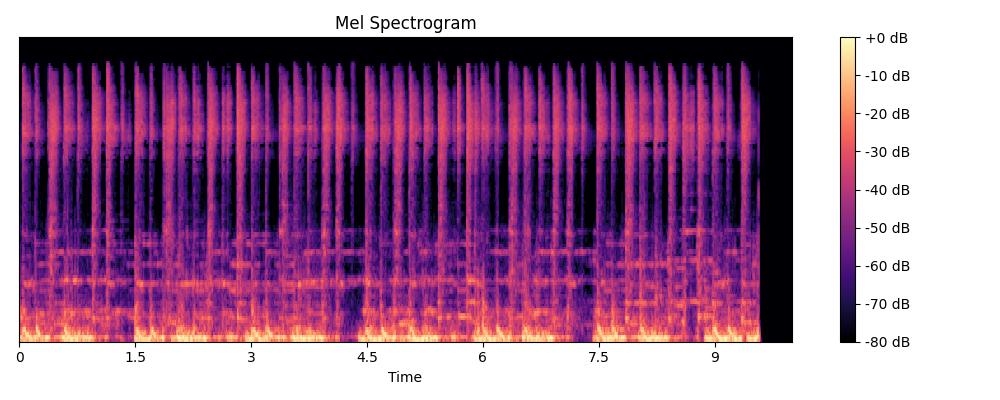 Mel Spectrogram
+0 dB
-10 dB
-20 dB
-30 dB
-40 dB
-50 dB
-60 dB
-70 dB
-80 dB
0 1.5 3 4.5 6 7.5 9
Time